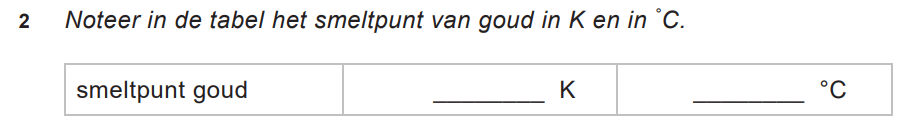 2 Noteer in de tabel het smeltpunt van goud in K en in °C.
smeltpunt goud ________ K ________ °C